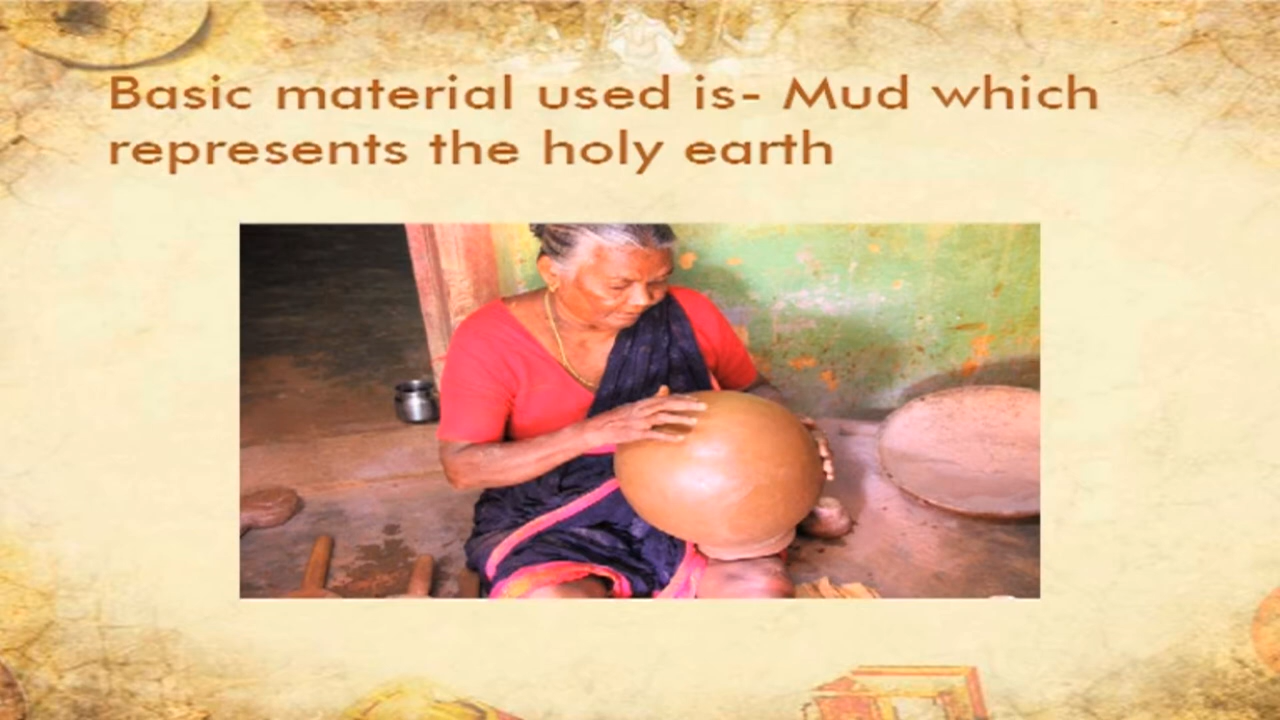 Basic material used is- Mud which
represents the holy earth